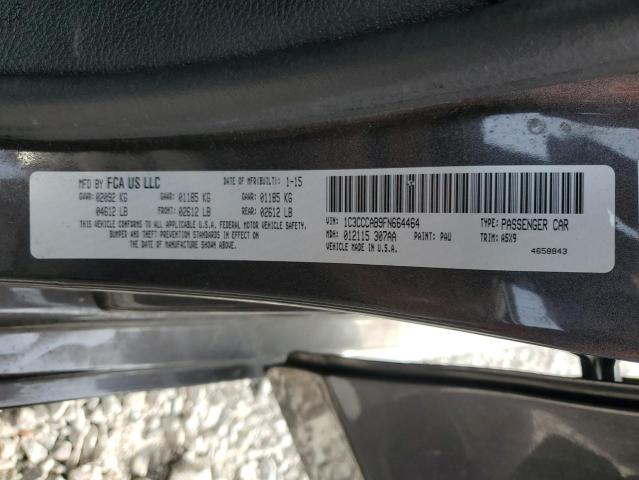 MFD BY FCA US LLC DATE OF MFR(BUILT): 1-15
GVWR: 02092 KG GAWR: 01185 KG GAWR: 01185 KG
04612 LB FRONT: 02612 LB REAR: 02612 LB
THIS VEHICLE CONFORMS TO ALL APPLICABLE U.S. FEDERAL MOTOR VEHICLE SAFETY,
BUMPER AND THEFT PREVENTION STANDARDS IN EFFECT ON
THE DATE OF MANUFACTURE SHOWN ABOVE.
VIN: 1C3CCCAB9FN664464 TYPE: PASSENGER CAR
MDH: 012115 307AA PAINT: PAU TRIM: A5X9
VEHICLE MADE IN U.S.A. 4658843